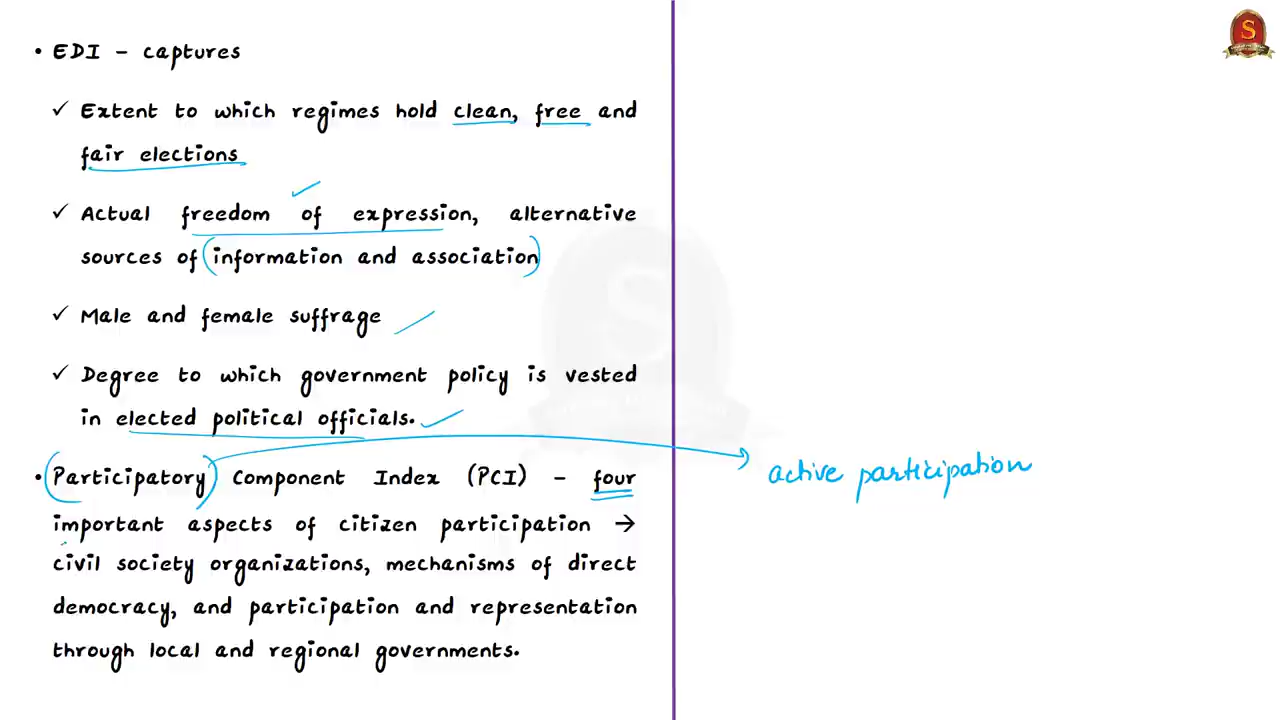 • EDI - captures
✓ Extent to which regimes hold clean, free and
fair elections
✓ Actual freedom of expression, alternative
sources of information and association
✓ Male and female suffrage
✓ Degree to which government policy is vested
in elected political officials.
• Participatory Component Index (PCI) - four
important aspects of citizen participation →
civil society organizations, mechanisms of direct
democracy, and participation and representation
through local and regional governments.
active participation
S
S